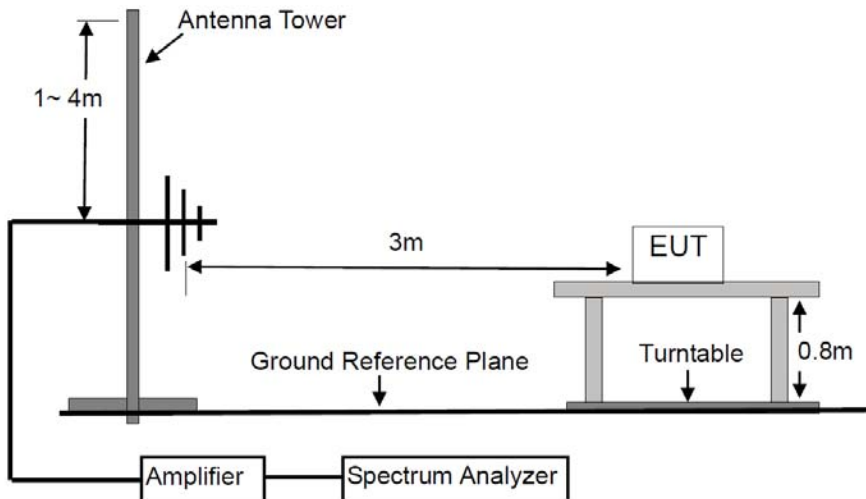 Antenna Tower
1~ 4m
3m
EUT
Ground Reference Plane
Turntable
0.8m
Amplifier
Spectrum Analyzer